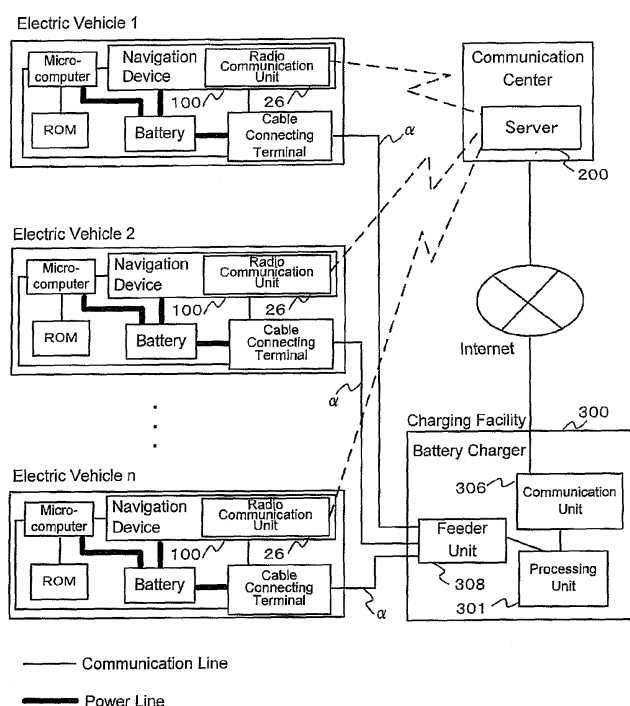 Electric Vehicle 1
Micro-
computer
Navigation
Device
Radio
Communication
Unit
100
26
ROM
Battery
Cable
Connecting
Terminal
α
Communication
Center
Server
200
Electric Vehicle 2
Micro-
computer
Navigation
Device
Radio
Communication
Unit
100
26
ROM
Battery
Cable
Connecting
Terminal
α
Internet
Charging Facility
300
Battery Charger
306
Communication
Unit
Feeder
Unit
308
Processing
Unit
301
Electric Vehicle n
Micro-
computer
Navigation
Device
Radio
Communication
Unit
100
26
ROM
Battery
Cable
Connecting
Terminal
α
Communication Line
Power Line